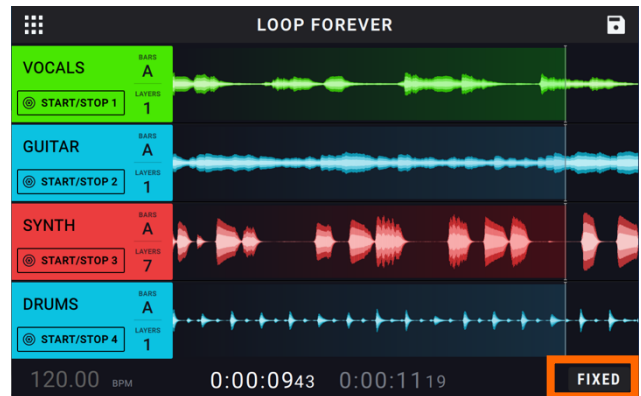 LOOP FOREVER
VOCALS
BARS
A
START/STOP 1
LAYERS
1
GUITAR
BARS
A
START/STOP 2
LAYERS
1
SYNTH
BARS
A
START/STOP 3
LAYERS
7
DRUMS
BARS
A
START/STOP 4
LAYERS
1
120.00 BPM 0:00:0943 0:00:1119 FIXED